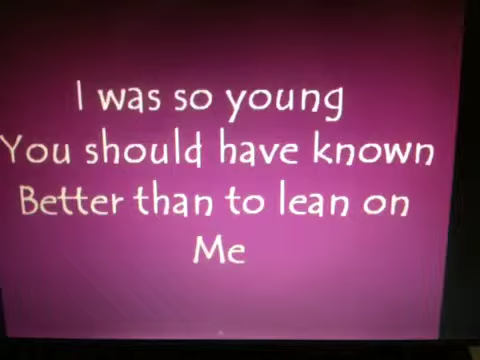 I was so young
You should have known
Better than to lean on
Me